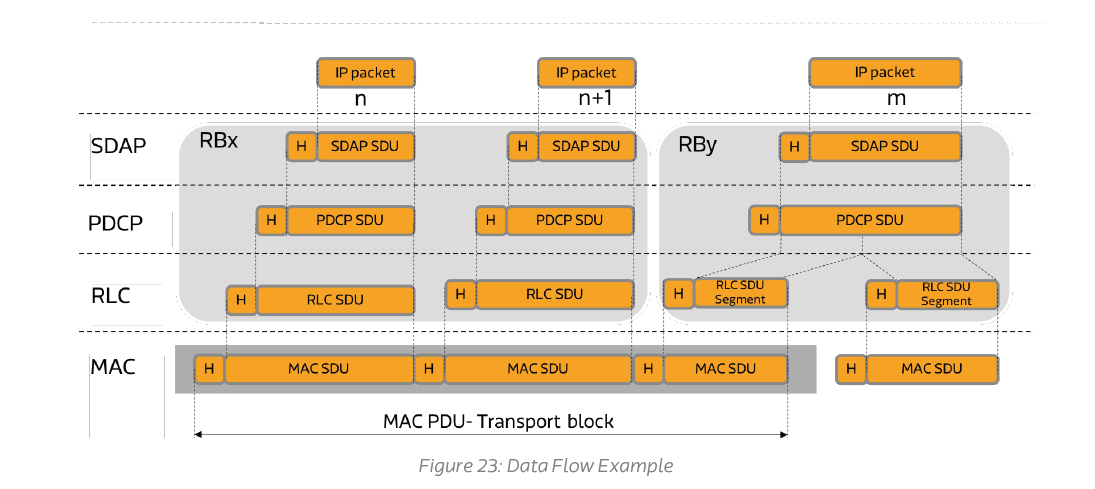 IP packet IP packet IP packet
n n+1 m
SDAP RBx H SDAP SDU H SDAP SDU RBy H SDAP SDU
PDCP H PDCP SDU H PDCP SDU H PDCP SDU
RLC H RLC SDU H RLC SDU H RLC SDU Segment H RLC SDU Segment
MAC H MAC SDU H MAC SDU H MAC SDU H MAC SDU
MAC PDU- Transport block
Figure 23: Data Flow Example